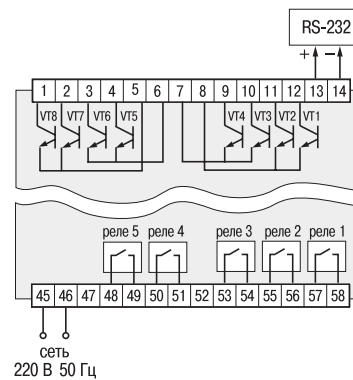 RS-232
+ −
1 2 3 4 5 6 7 8 9 10 11 12 13 14
VT8 VT7 VT6 VT5 VT4 VT3 VT2 VT1
реле 5 реле 4 реле 3 реле 2 реле 1
45 46 47 48 49 50 51 52 53 54 55 56 57 58
сеть
220 В 50 Гц